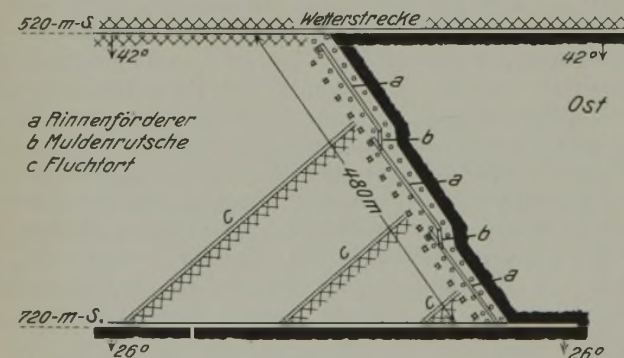 520-m-S. Wetterstrecke
42° 42°
a Rinnenförderer
b Muldenrutsche
c Fluchtort
Ost
a
b
a
b
a
c
c
c
480m
720-m-S.
26° 26°